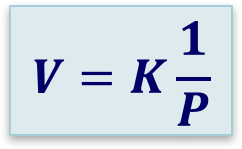 V = K 1/P